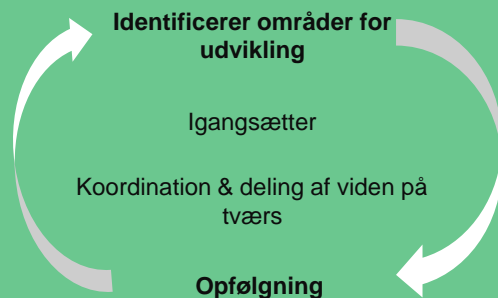 Identificerer områder for
udvikling
Igangsætter
Koordination & deling af viden på
tværs
Opfølgning